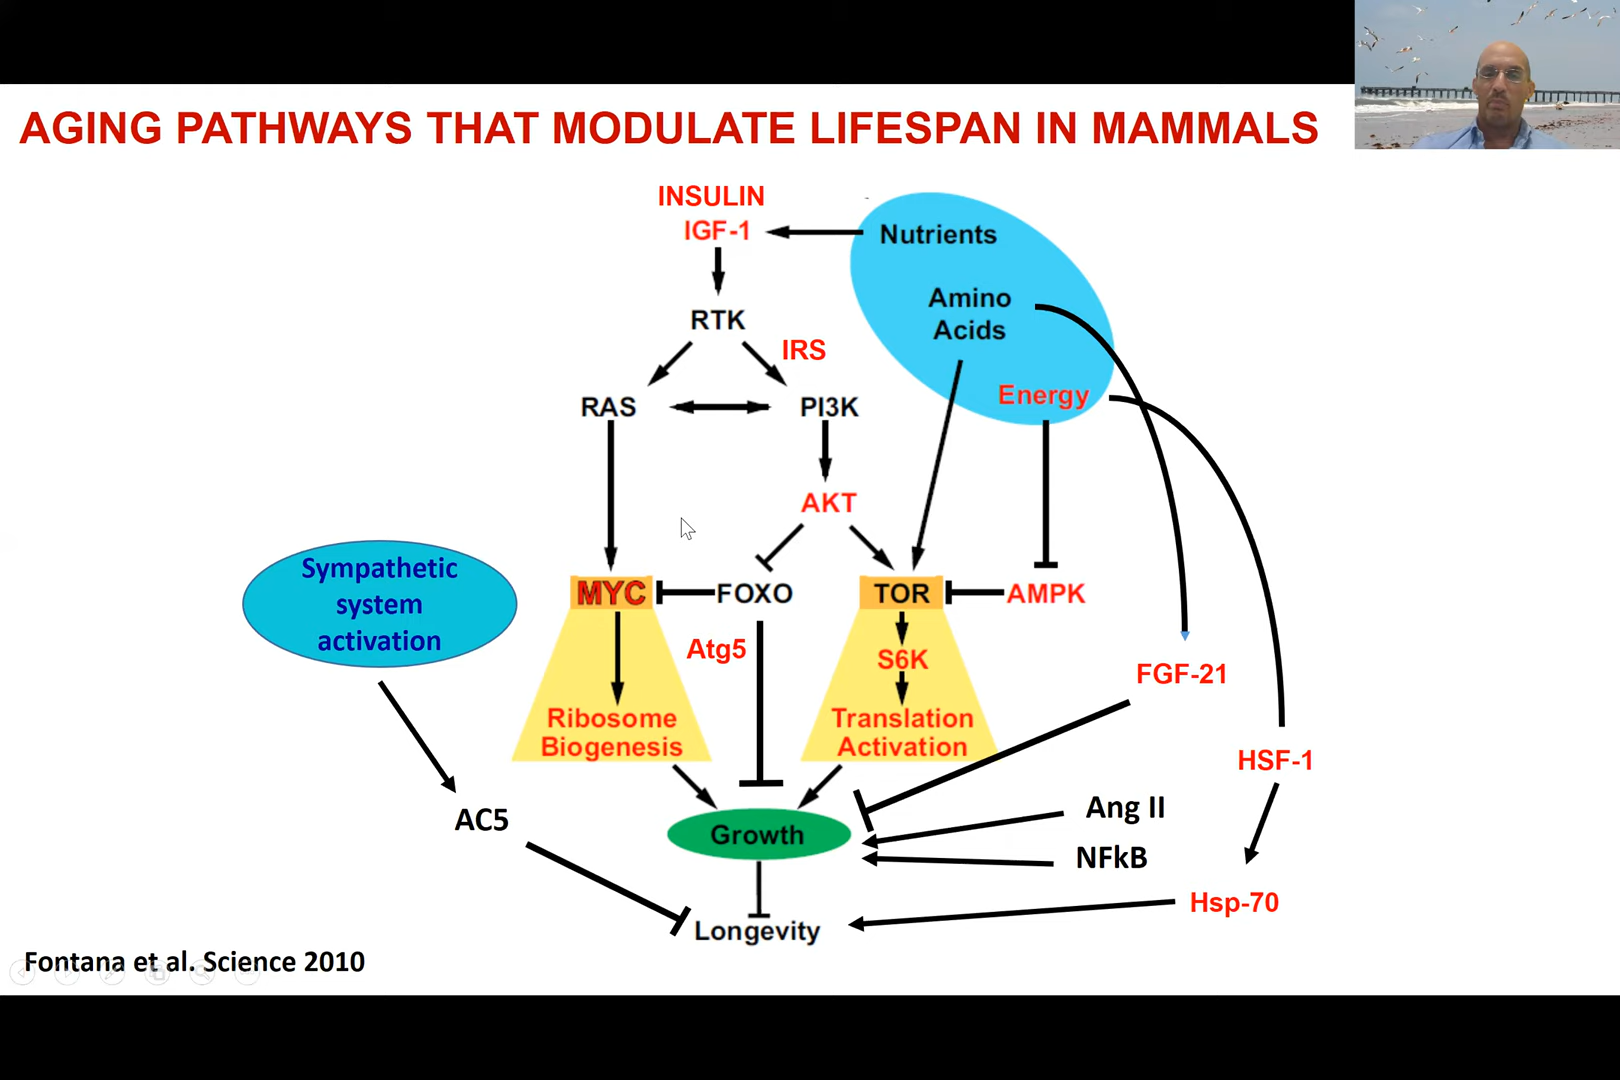 AGING PATHWAYS THAT MODULATE LIFESPAN IN MAMMALS
INSULIN
IGF-1
Nutrients
Amino
Acids
Energy
RTK
IRS
RAS
PI3K
AKT
Sympathetic
system
activation
MYC
FOXO
TOR
AMPK
Atg5
S6K
FGF-21
Ribosome
Biogenesis
Translation
Activation
HSF-1
AC5
Growth
Ang II
NFkB
Hsp-70
Longevity
Fontana et al. Science 2010